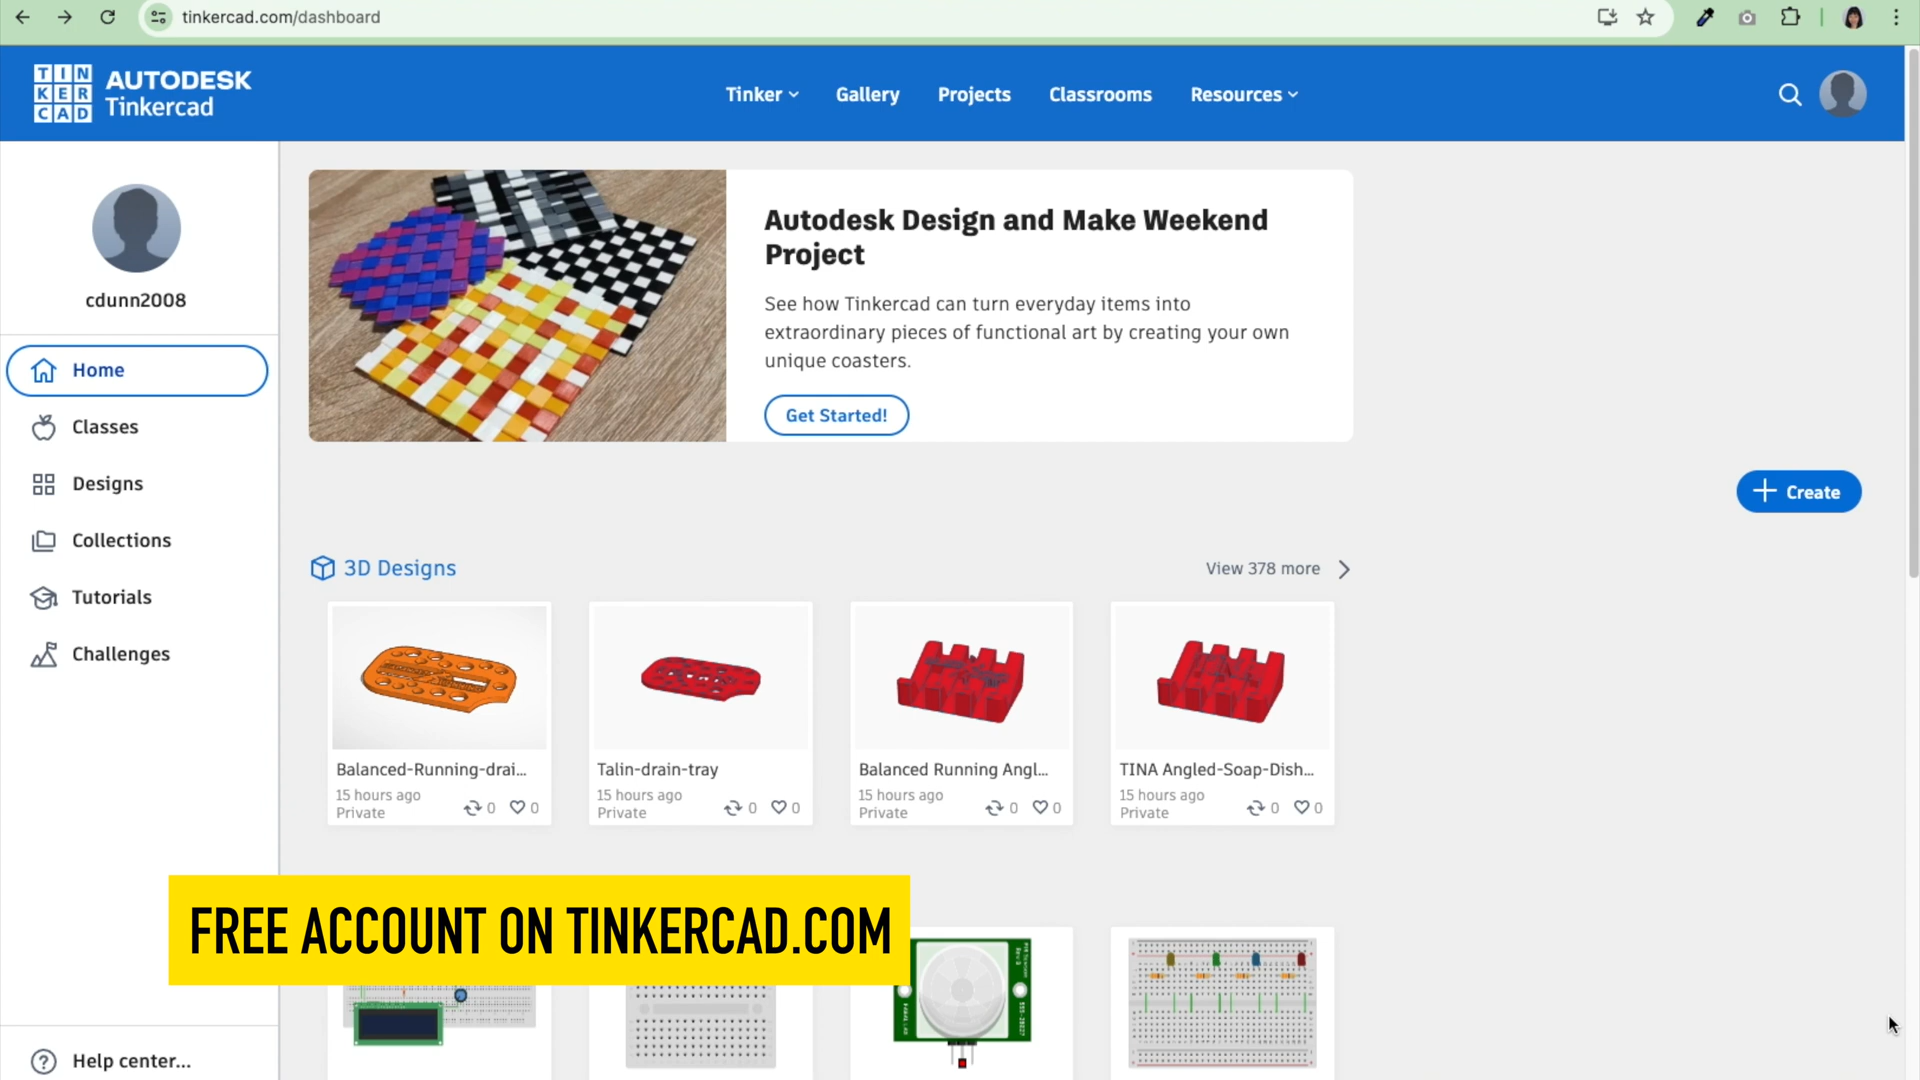 tinkercad.com/dashboard
TIN
KER
CAD
AUTODESK
Tinkercad
Tinker
Gallery
Projects
Classrooms
Resources
cdunn2008
Home
Classes
Designs
Collections
Tutorials
Challenges
Help center...
Autodesk Design and Make Weekend
Project
See how Tinkercad can turn everyday items into
extraordinary pieces of functional art by creating your own
unique coasters.
Get Started!
Create
3D Designs
View 378 more
Balanced-Running-drai...
15 hours ago
Private
0 0
Talin-drain-tray
15 hours ago
Private
0 0
Balanced Running Angl...
15 hours ago
Private
0 0
TINA Angled-Soap-Dish...
15 hours ago
Private
0 0
FREE ACCOUNT ON TINKERCAD.COM